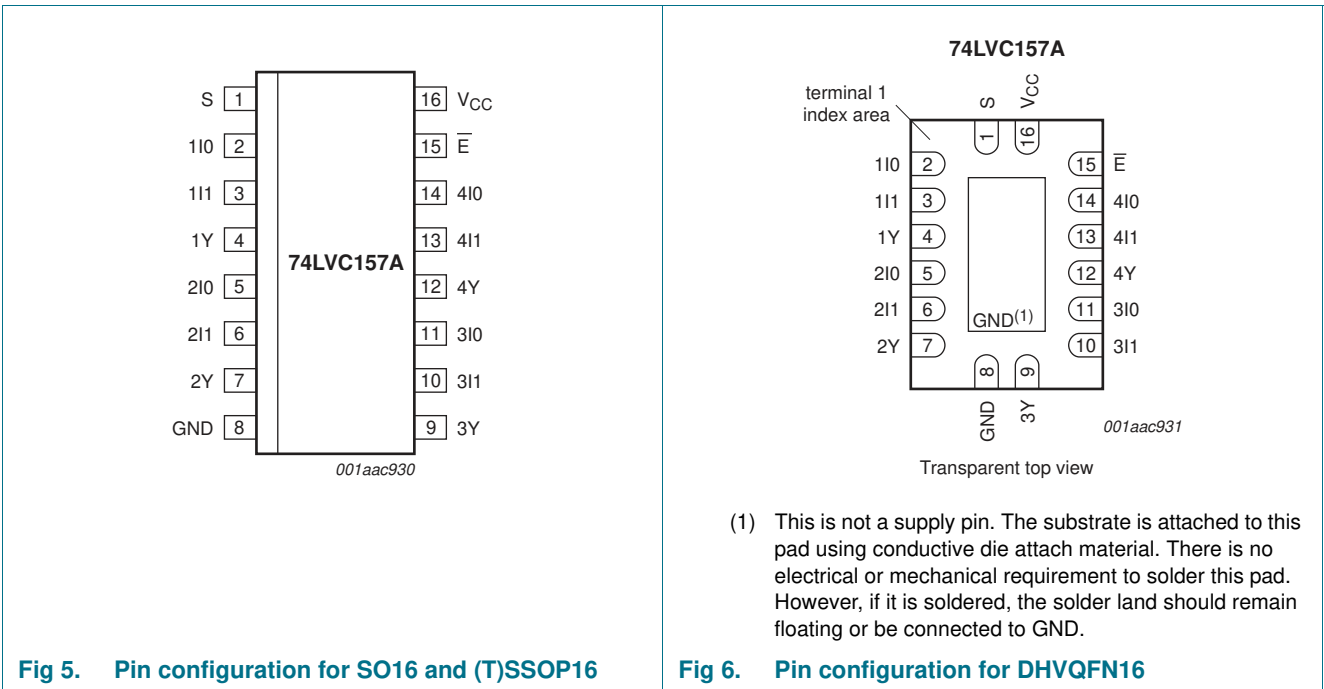 S 1
16 VCC
1I0 2
15 E
1I1 3
14 4I0
1Y 4
13 4I1
74LVC157A
2I0 5
12 4Y
2I1 6
11 3I0
2Y 7
10 3I1
GND 8
9 3Y
001aac930
Fig 5. Pin configuration for SO16 and (T)SSOP16
74LVC157A
terminal 1
index area
S
VCC
1
16
1I0 2
15 E
1I1 3
14 4I0
1Y 4
13 4I1
2I0 5
12 4Y
2I1 6
11 3I0
GND(1)
2Y 7
10 3I1
8
9
GND
3Y
001aac931
Transparent top view
(1) This is not a supply pin. The substrate is attached to this
pad using conductive die attach material. There is no
electrical or mechanical requirement to solder this pad.
However, if it is soldered, the solder land should remain
floating or be connected to GND.
Fig 6. Pin configuration for DHVQFN16